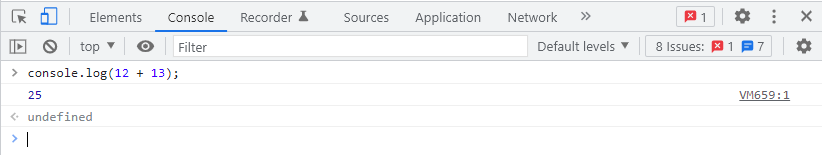 Elements Console Recorder Sources Application Network » 1
top ▼ Filter Default levels ▼ 8 Issues: 1 7
> console.log(12 + 13);
25 VM659:1
undefined
>